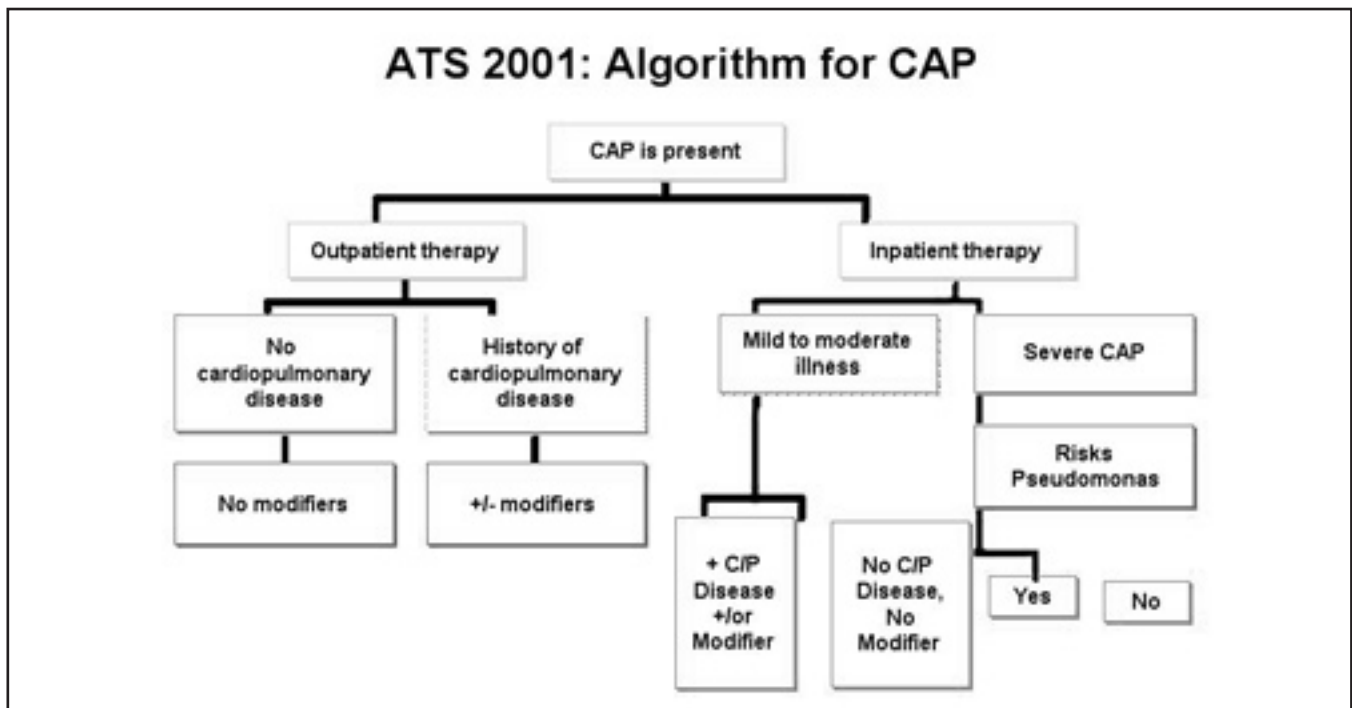 ATS 2001: Algorithm for CAP
CAP is present
Outpatient therapy
Inpatient therapy
No
cardiopulmonary
disease
History of
cardiopulmonary
disease
Mild to moderate
illness
Severe CAP
No modifiers
+/- modifiers
Risks
Pseudomonas
+ C/P
Disease
+/or
Modifier
No C/P
Disease,
No
Modifier
Yes
No